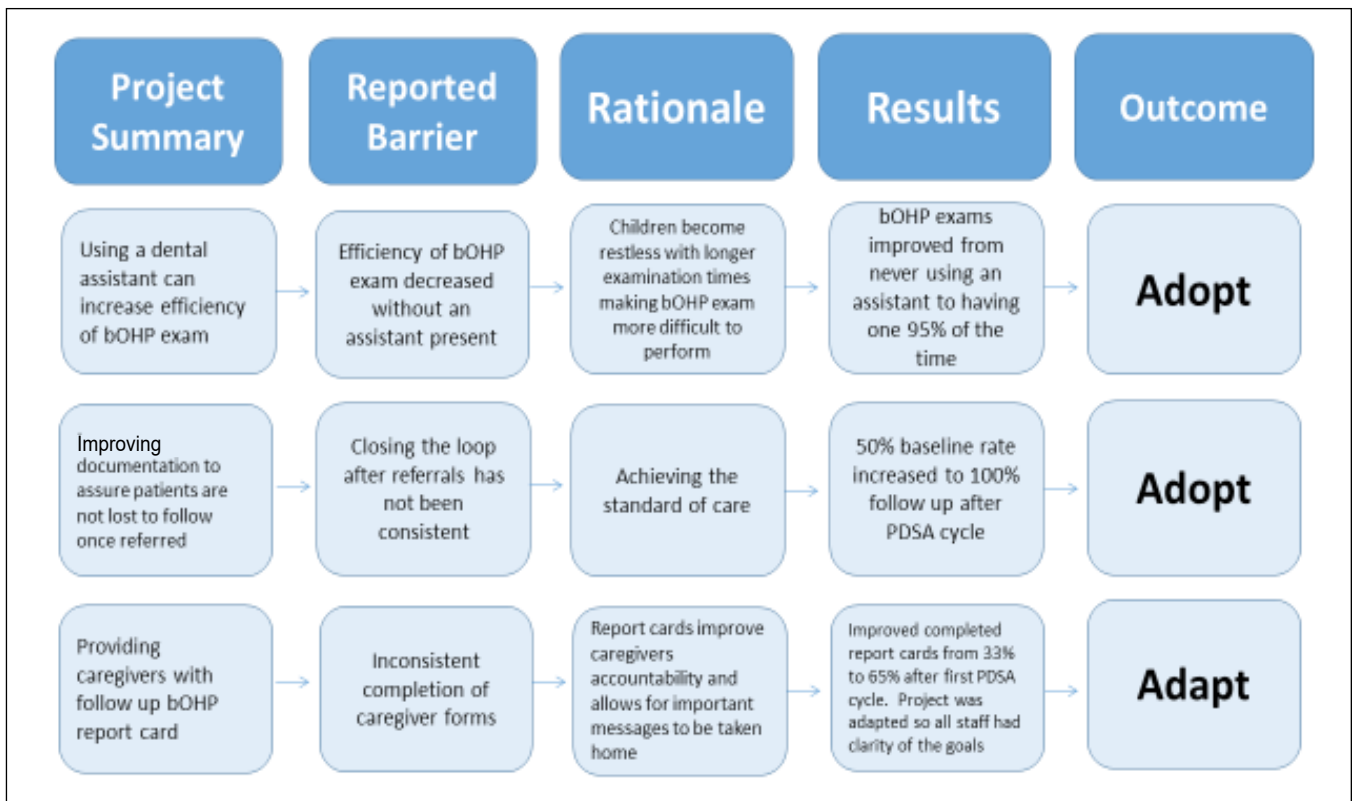 Project
Summary
Reported
Barrier
Rationale
Results
Outcome
Using a dental
assistant can
increase efficiency
of bOHP exam
Efficiency of bOHP
exam decreased
without an
assistant present
Children become
restless with longer
examination times
making bOHP exam
more difficult to
perform
bOHP exams
improved from
never using an
assistant to having
one 95% of the
time
Adopt
Improving
documentation to
assure patients are
not lost to follow
once referred
Closing the loop
after referrals has
not been
consistent
Achieving the
standard of care
50% baseline rate
increased to 100%
follow up after
PDSA cycle
Adopt
Providing
caregivers with
follow up bOHP
report card
Inconsistent
completion of
caregiver forms
Report cards improve
caregivers
accountability and
allows for important
messages to be taken
home
Improved completed
report cards from 33%
to 65% after first PDSA
cycle. Project was
adapted so all staff had
clarity of the goals
Adapt